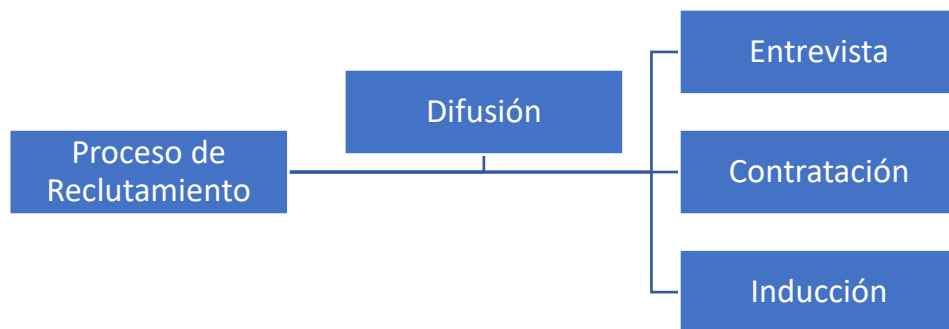 Proceso de
Reclutamiento
Difusión
Entrevista
Contratación
Inducción